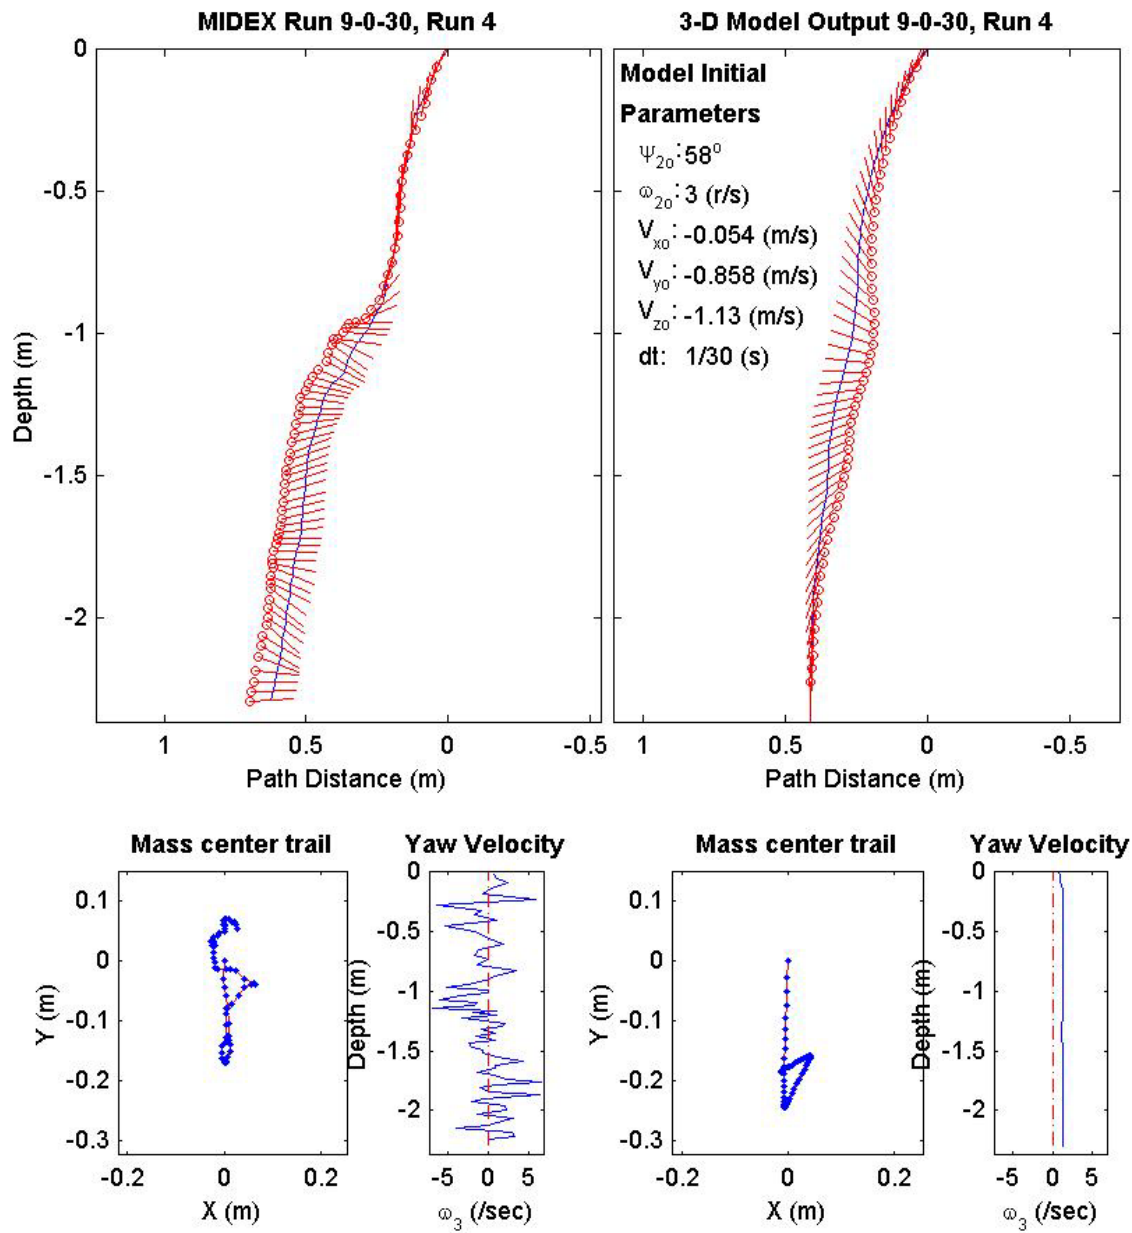 MIDEX Run 9-0-30, Run 4
3-D Model Output 9-0-30, Run 4
0
-0.5
-1
-1.5
-2
Depth (m)
1
0.5
0
-0.5
Path Distance (m)
Model Initial
Parameters
Ψ2o: 58o
ω2o: 3 (r/s)
Vxo: -0.054 (m/s)
Vyo: -0.858 (m/s)
Vzo: -1.13 (m/s)
dt: 1/30 (s)
1
0.5
0
-0.5
Path Distance (m)
Mass center trail
0.1
0
-0.1
-0.2
-0.3
Y (m)
-0.2
0
0.2
X (m)
Yaw Velocity
0
-0.5
-1
-1.5
-2
Depth (m)
-5
0
5
ω3 (/sec)
Mass center trail
0.1
0
-0.1
-0.2
-0.3
Y (m)
-0.2
0
0.2
X (m)
Yaw Velocity
0
-0.5
-1
-1.5
-2
Depth (m)
-5
0
5
ω3 (/sec)